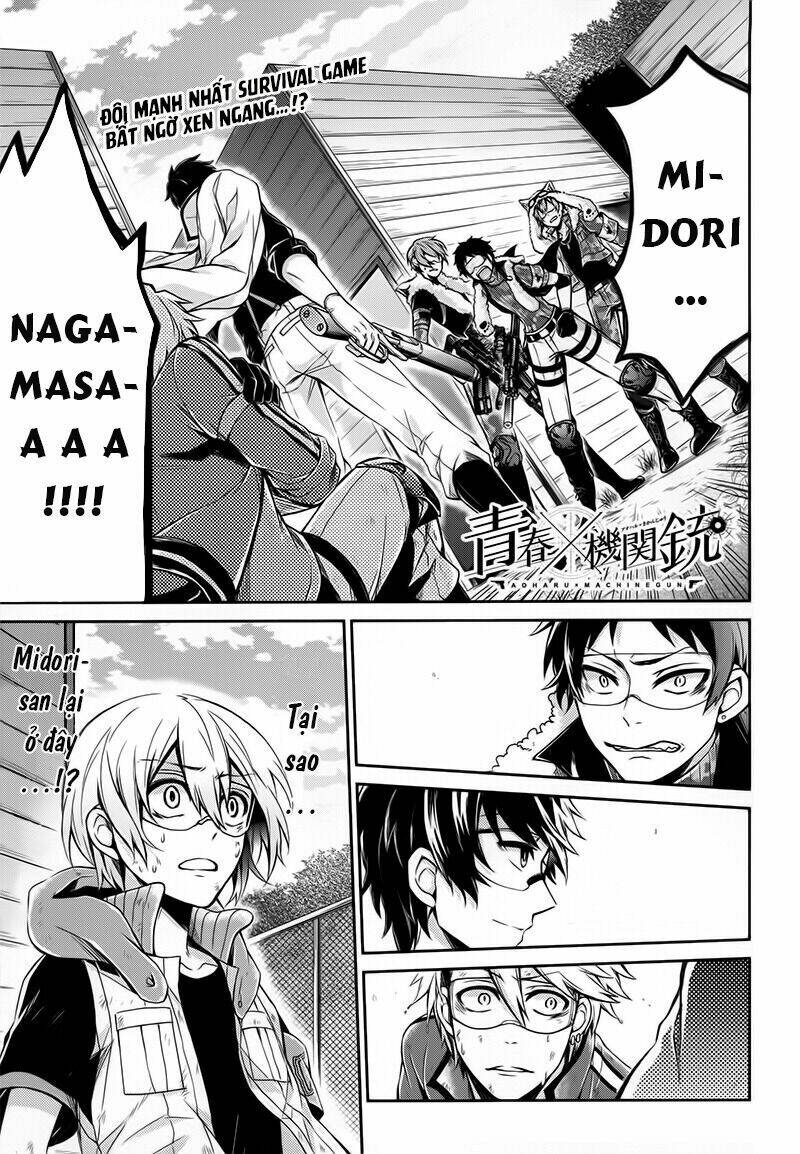 ĐỘI MẠNH NHẤT SURVIVAL GAME
BẤT NGỜ XEN NGANG...!?
MI-
DORI
...
NAGA-
MASA-
A A A
!!!!
青春×機関銃
AOHARU×MACHINEGUN
Tại
sao
...
Midori-
san lại
ở đây
...!?